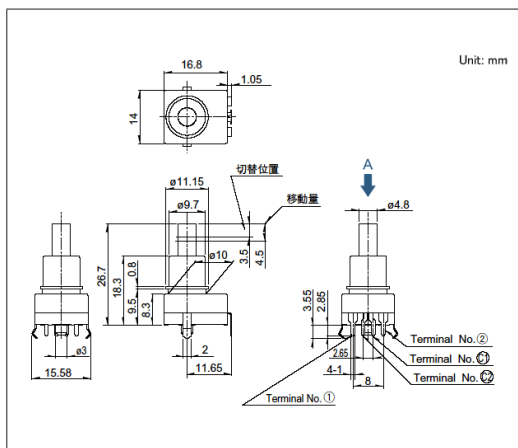 Unit: mm
16.8
1.05
14
切替位置
移動量
A
ø11.15
ø9.7
ø4.8
ø10
3.5
4.5
26.7
18.3
0.8
9.5
8.3
3.55
2.85
ø3
15.58
2
11.65
2.65
4-1
8
Terminal No.②
Terminal No.C1
Terminal No.C2
Terminal No.①